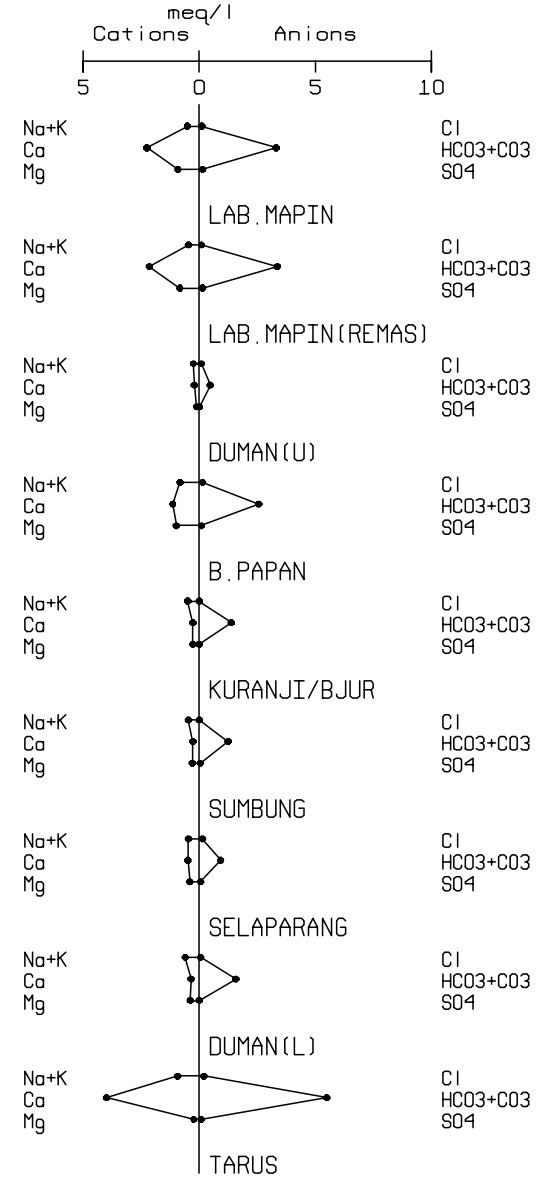 meq/l
Cations Anions
5 0 5 10
Na+K Cl
Ca HCO3+CO3
Mg SO4
LAB.MAPIN
Na+K Cl
Ca HCO3+CO3
Mg SO4
LAB.MAPIN(REMAS)
Na+K Cl
Ca HCO3+CO3
Mg SO4
DUMAN(U)
Na+K Cl
Ca HCO3+CO3
Mg SO4
B.PAPAN
Na+K Cl
Ca HCO3+CO3
Mg SO4
KURANJI/BJUR
Na+K Cl
Ca HCO3+CO3
Mg SO4
SUMBUNG
Na+K Cl
Ca HCO3+CO3
Mg SO4
SELAPARANG
Na+K Cl
Ca HCO3+CO3
Mg SO4
DUMAN(L)
Na+K Cl
Ca HCO3+CO3
Mg SO4
TARUS